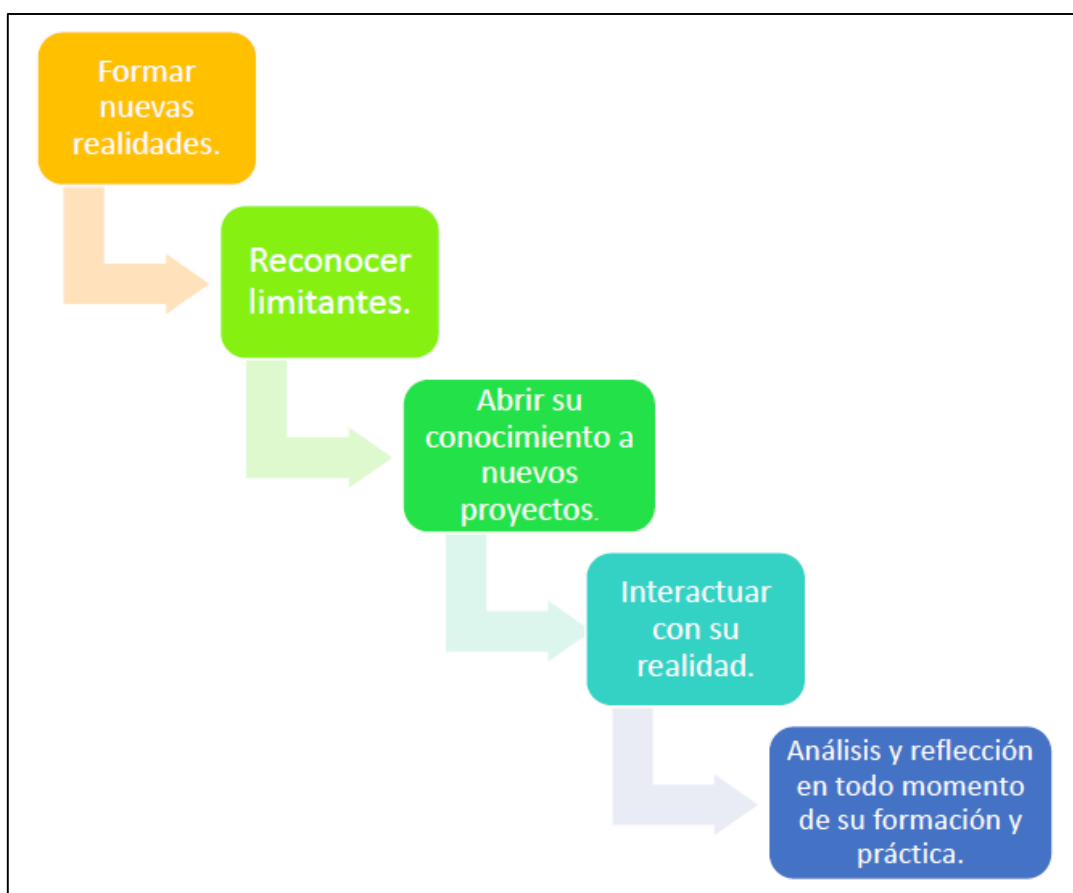 Formar
nuevas
realidades.
Reconocer
limitantes.
Abrir su
conocimiento a
nuevos
proyectos.
Interactuar
con su
realidad.
Análisis y reflección
en todo momento
de su formación y
práctica.